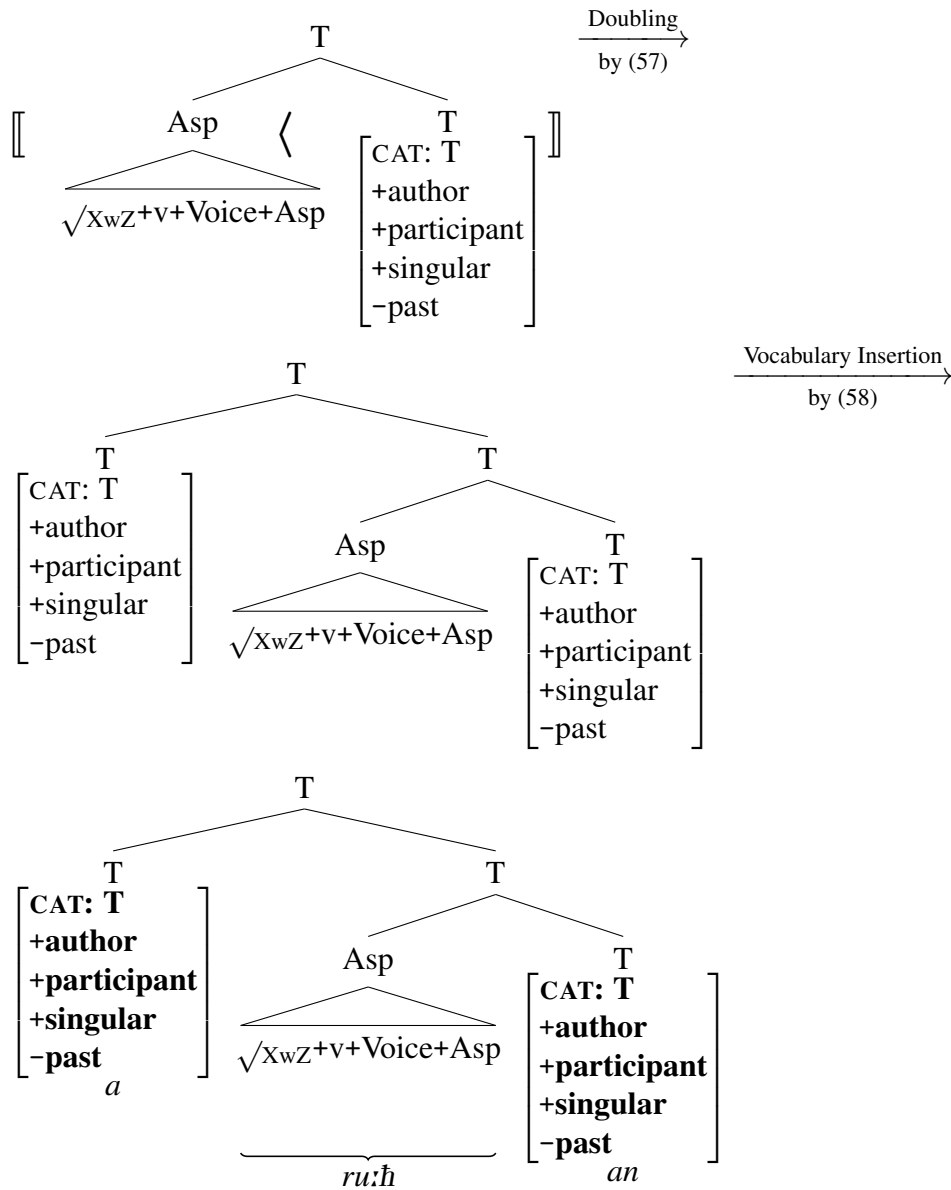 T
Doubling
by (57)
⟦ Asp ⟨ T ⟧
CAT: T
+author
√XwZ+v+Voice+Asp
+participant
+singular
−past
Vocabulary Insertion
by (58)
T
T T
CAT: T
+author
+participant
+singular
−past
Asp T
√XwZ+v+Voice+Asp
CAT: T
+author
+participant
+singular
−past
T
T T
CAT: T
+author
+participant
+singular
−past
a
Asp T
√XwZ+v+Voice+Asp
CAT: T
+author
+participant
+singular
−past
ruːħ an